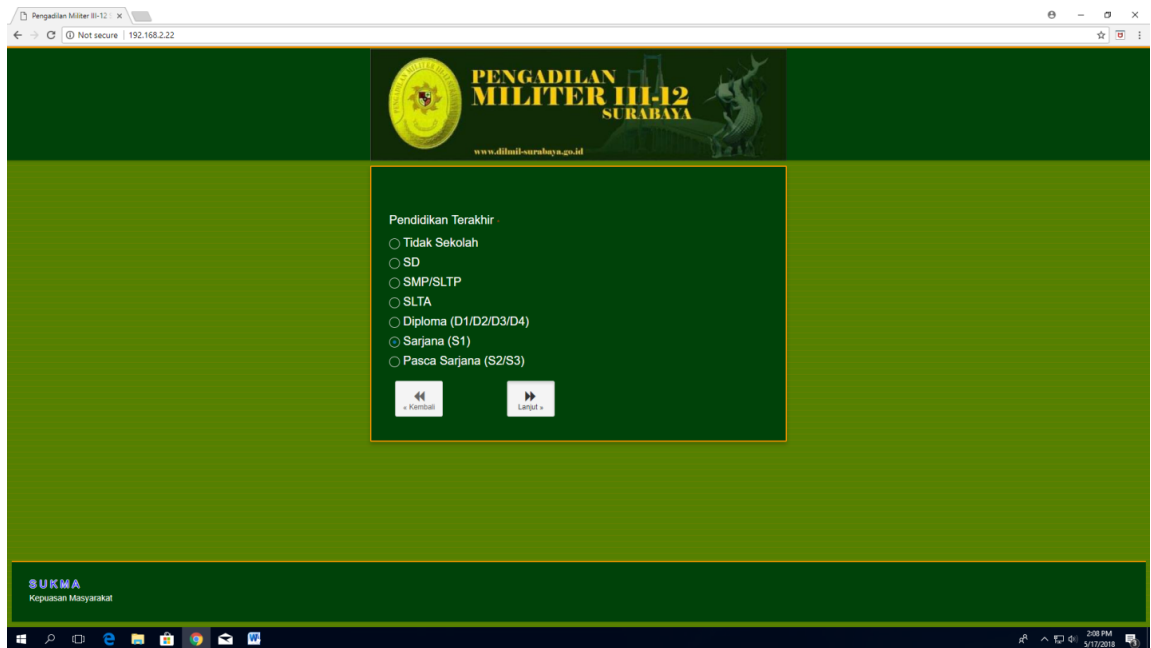 Pengadilan Militer III-12
Not secure | 192.168.2.22
PENGADILAN
MILITER III-12
SURABAYA
www.dilmil-surabaya.go.id
Pendidikan Terakhir
Tidak Sekolah
SD
SMP/SLTP
SLTA
Diploma (D1/D2/D3/D4)
Sarjana (S1)
Pasca Sarjana (S2/S3)
« Kembali
Lanjut »
SUKMA
Kepuasan Masyarakat
2:08 PM
5/17/2018